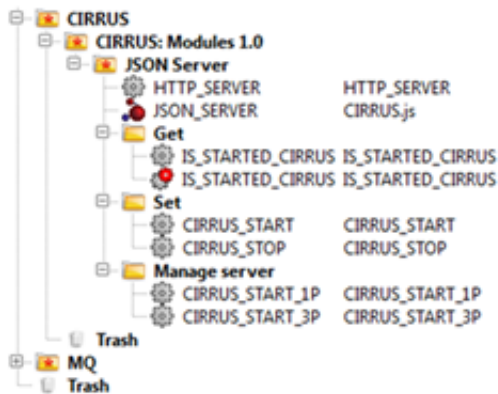 CIRRUS
CIRRUS: Modules 1.0
JSON Server
HTTP_SERVER HTTP_SERVER
JSON_SERVER CIRRUS.js
Get
IS_STARTED_CIRRUS IS_STARTED_CIRRUS
IS_STARTED_CIRRUS IS_STARTED_CIRRUS
Set
CIRRUS_START CIRRUS_START
CIRRUS_STOP CIRRUS_STOP
Manage server
CIRRUS_START_1P CIRRUS_START_1P
CIRRUS_START_3P CIRRUS_START_3P
Trash
MQ
Trash